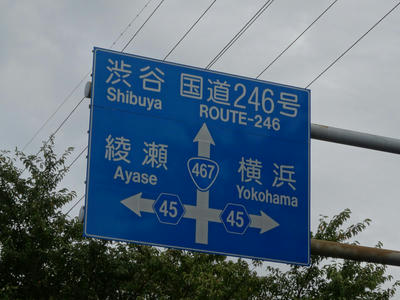 渋谷 国道246号
Shibuya ROUTE-246
綾瀬 467 横浜
Ayase Yokohama
45 45